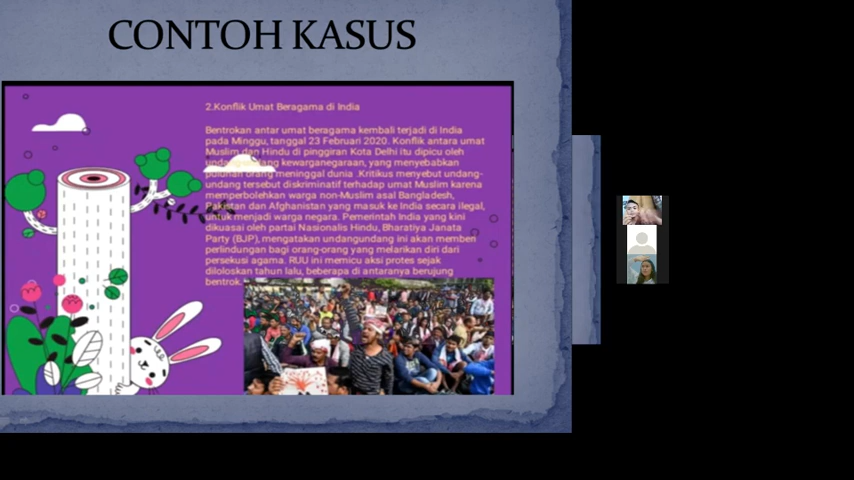 CONTOH KASUS
2.Konflik Umat Beragama di India
Bentrokan antar umat beragama kembali terjadi di India
pada Minggu, tanggal 23 Februari 2020. Konflik antara umat
Muslim dan Hindu di pinggiran Kota Delhi itu dipicu oleh
undang-undang kewarganegaraan, yang menyebabkan
puluhan orang meninggal dunia .Kritikus menyebut undang-
undang tersebut diskriminatif terhadap umat Muslim karena
memperbolehkan warga non-Muslim asal Bangladesh,
Pakistan dan Afghanistan yang masuk ke India secara ilegal,
untuk menjadi warga negara. Pemerintah India yang kini
dikuasai oleh partai Nasionalis Hindu, Bharatiya Janata
Party (BJP), mengatakan undangundang ini akan memberi
perlindungan bagi orang-orang yang melarikan diri dari
persekusi agama. RUU ini memicu aksi protes sejak
diloloskan tahun lalu, beberapa di antaranya berujung
bentrok.